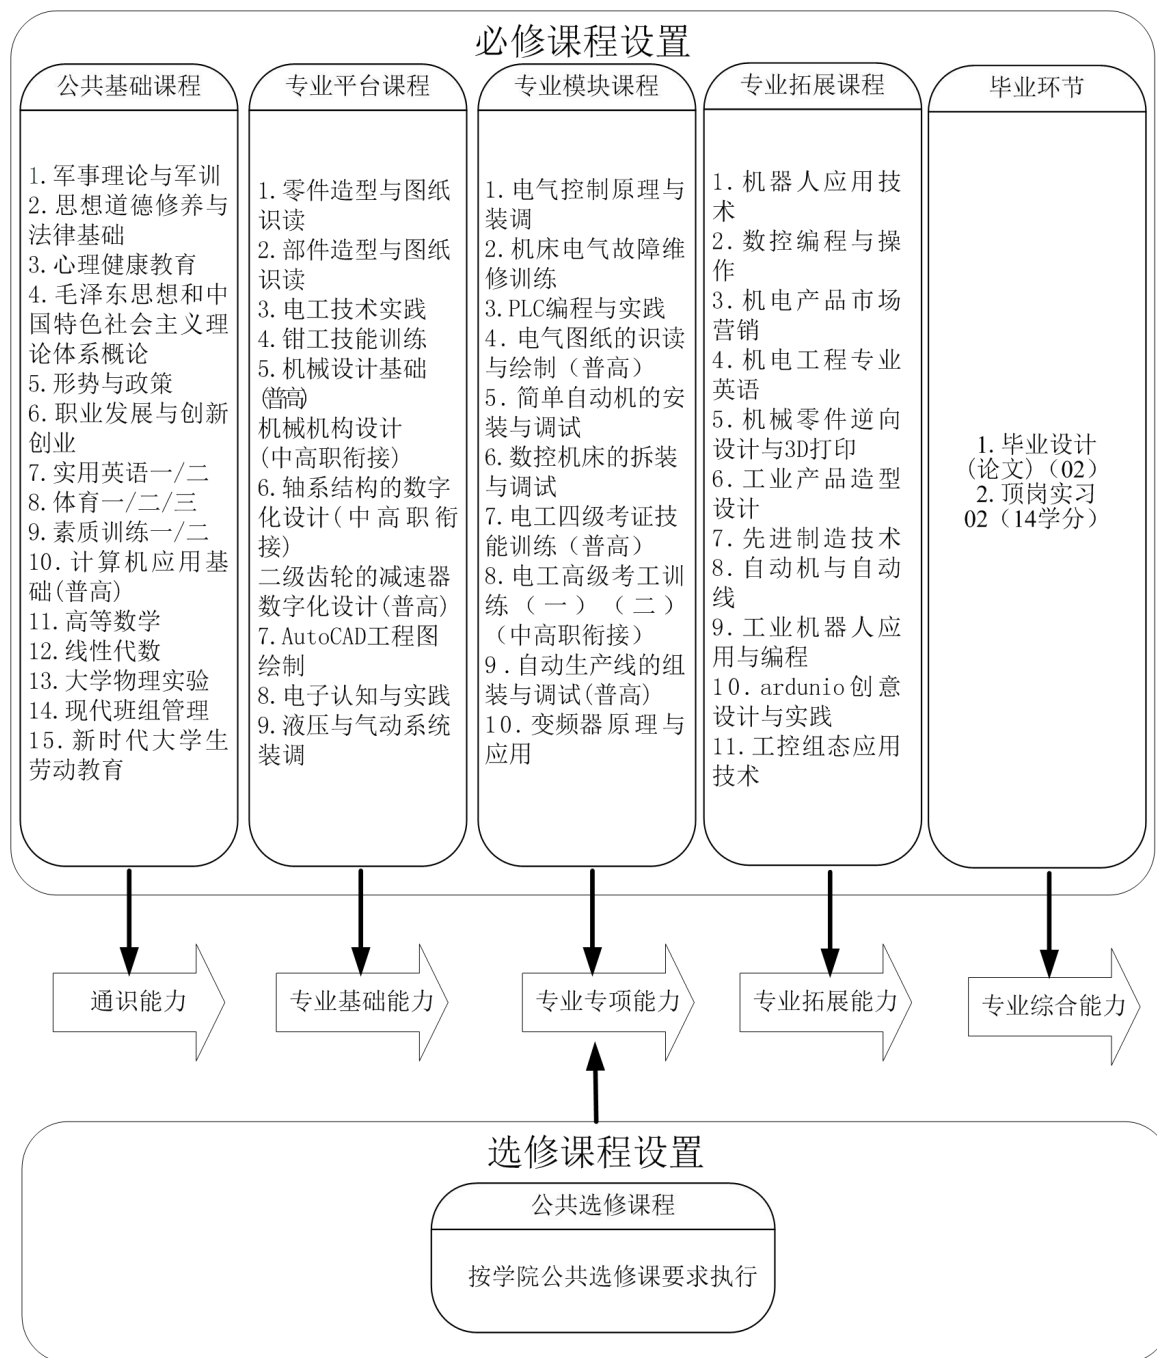 必修课程设置
公共基础课程
1.军事理论与军训
2.思想道德修养与
法律基础
3.心理健康教育
4.毛泽东思想和中
国特色社会主义理
论体系概论
5.形势与政策
6.职业发展与创新
创业
7.实用英语一/二
8.体育一/二/三
9.素质训练一/二
10.计算机应用基
础(普高)
11.高等数学
12.线性代数
13.大学物理实验
14.现代班组管理
15.新时代大学生
劳动教育
专业平台课程
1.零件造型与图纸
识读
2.部件造型与图纸
识读
3.电工技术实践
4.钳工技能训练
5.机械设计基础
(普高)
机械机构设计
(中高职衔接)
6.轴系结构的数字
化设计(中高职衔
接)
二级齿轮的减速器
数字化设计(普高)
7.AutoCAD工程图
绘制
8.电子认知与实践
9.液压与气动系统
装调
专业模块课程
1.电气控制原理与
装调
2.机床电气故障维
修训练
3.PLC编程与实践
4.电气图纸的识读
与绘制（普高）
5.简单自动机的安
装与调试
6.数控机床的拆装
与调试
7.电工四级考证技
能训练（普高）
8.电工高级考工训
练（一）（二）
（中高职衔接）
9.自动生产线的组
装与调试(普高)
10.变频器原理与
应用
专业拓展课程
1.机器人应用技
术
2.数控编程与操
作
3.机电产品市场
营销
4.机电工程专业
英语
5.机械零件逆向
设计与3D打印
6.工业产品造型
设计
7.先进制造技术
8.自动机与自动
线
9.工业机器人应
用与编程
10.ardunio创意
设计与实践
11.工控组态应用
技术
毕业环节
1.毕业设计
(论文)（02）
2.顶岗实习
02（14学分）
通识能力
专业基础能力
专业专项能力
专业拓展能力
专业综合能力
选修课程设置
公共选修课程
按学院公共选修课要求执行